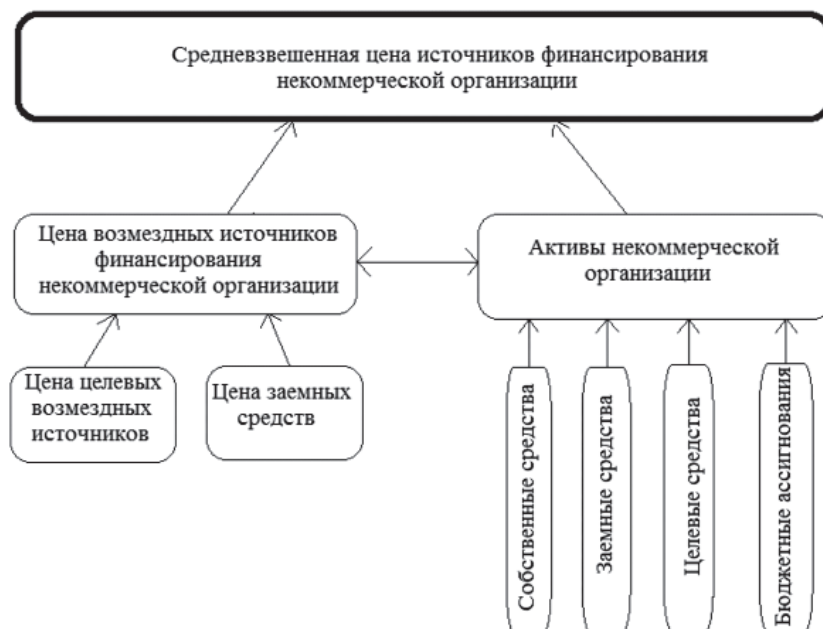 Средневзвешенная цена источников финансирования
некоммерческой организации
Цена возмездных источников
финансирования
некоммерческой организации
Активы некоммерческой
организации
Цена целевых
возмездных
источников
Цена заемных
средств
Собственные средства
Заемные средства
Целевые средства
Бюджетные ассигнования